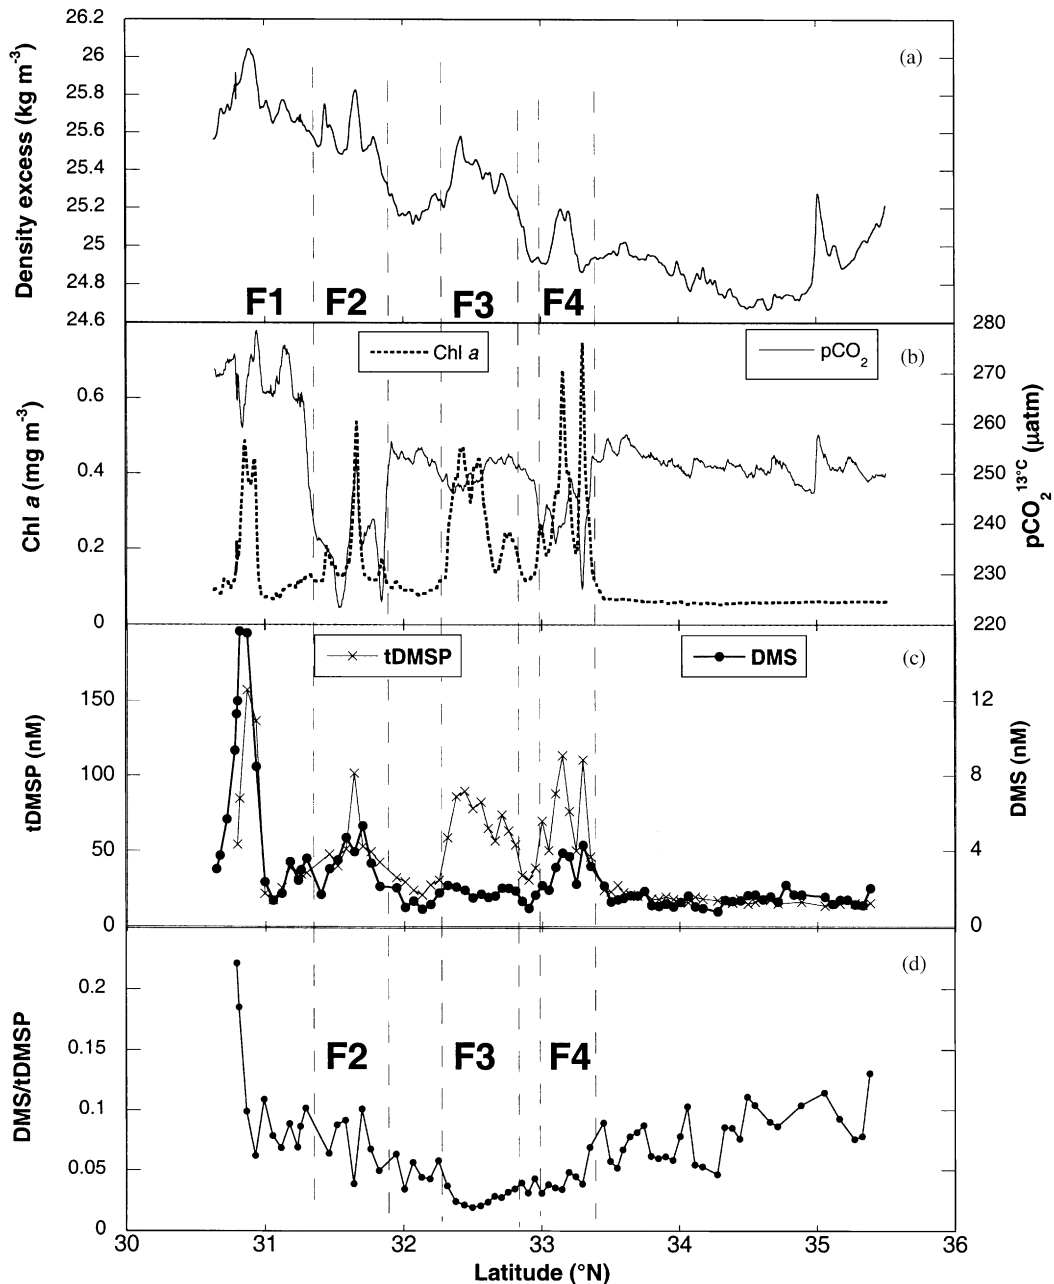 26.2
26
25.8
25.6
25.4
25.2
25
24.8
24.6
Density excess (kg m-3)
(a)
F1 F2 F3 F4
Chl a
pCO2
(b)
0.6
0.4
0.2
0
Chl a (mg m-3)
280
270
260
250
240
230
220
pCO2 13°C (µatm)
tDMSP
DMS
(c)
150
100
50
0
tDMSP (nM)
12
8
4
0
DMS (nM)
(d)
0.2
0.15
0.1
0.05
0
DMS/tDMSP
F2 F3 F4
30 31 32 33 34 35 36
Latitude (°N)